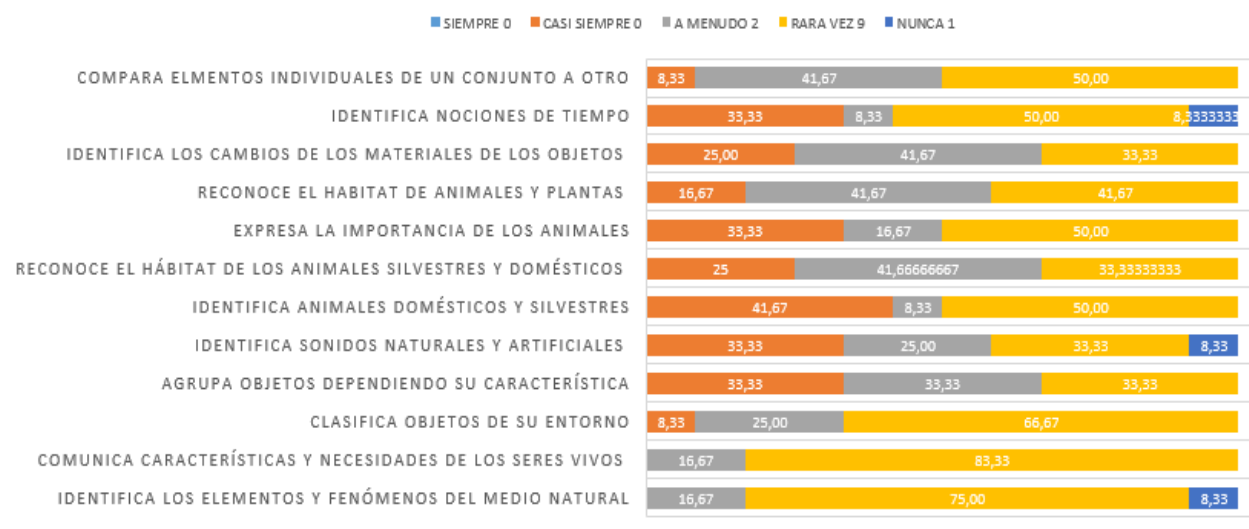 SIEMPRE 0 CASI SIEMPRE 0 A MENUDO 2 RARA VEZ 9 NUNCA 1
COMPARA ELMENTOS INDIVIDUALES DE UN CONJUNTO A OTRO 8,33 41,67 50,00
IDENTIFICA NOCIONES DE TIEMPO 33,33 8,33 50,00 8,3333333
IDENTIFICA LOS CAMBIOS DE LOS MATERIALES DE LOS OBJETOS 25,00 41,67 33,33
RECONOCE EL HABITAT DE ANIMALES Y PLANTAS 16,67 41,67 41,67
EXPRESA LA IMPORTANCIA DE LOS ANIMALES 33,33 16,67 50,00
RECONOCE EL HÁBITAT DE LOS ANIMALES SILVESTRES Y DOMÉSTICOS 25 41,66666667 33,33333333
IDENTIFICA ANIMALES DOMÉSTICOS Y SILVESTRES 41,67 8,33 50,00
IDENTIFICA SONIDOS NATURALES Y ARTIFICIALES 33,33 25,00 33,33 8,33
AGRUPA OBJETOS DEPENDIENDO SU CARACTERÍSTICA 33,33 33,33 33,33
CLASIFICA OBJETOS DE SU ENTORNO 8,33 25,00 66,67
COMUNICA CARACTERÍSTICAS Y NECESIDADES DE LOS SERES VIVOS 16,67 83,33
IDENTIFICA LOS ELEMENTOS Y FENÓMENOS DEL MEDIO NATURAL 16,67 75,00 8,33